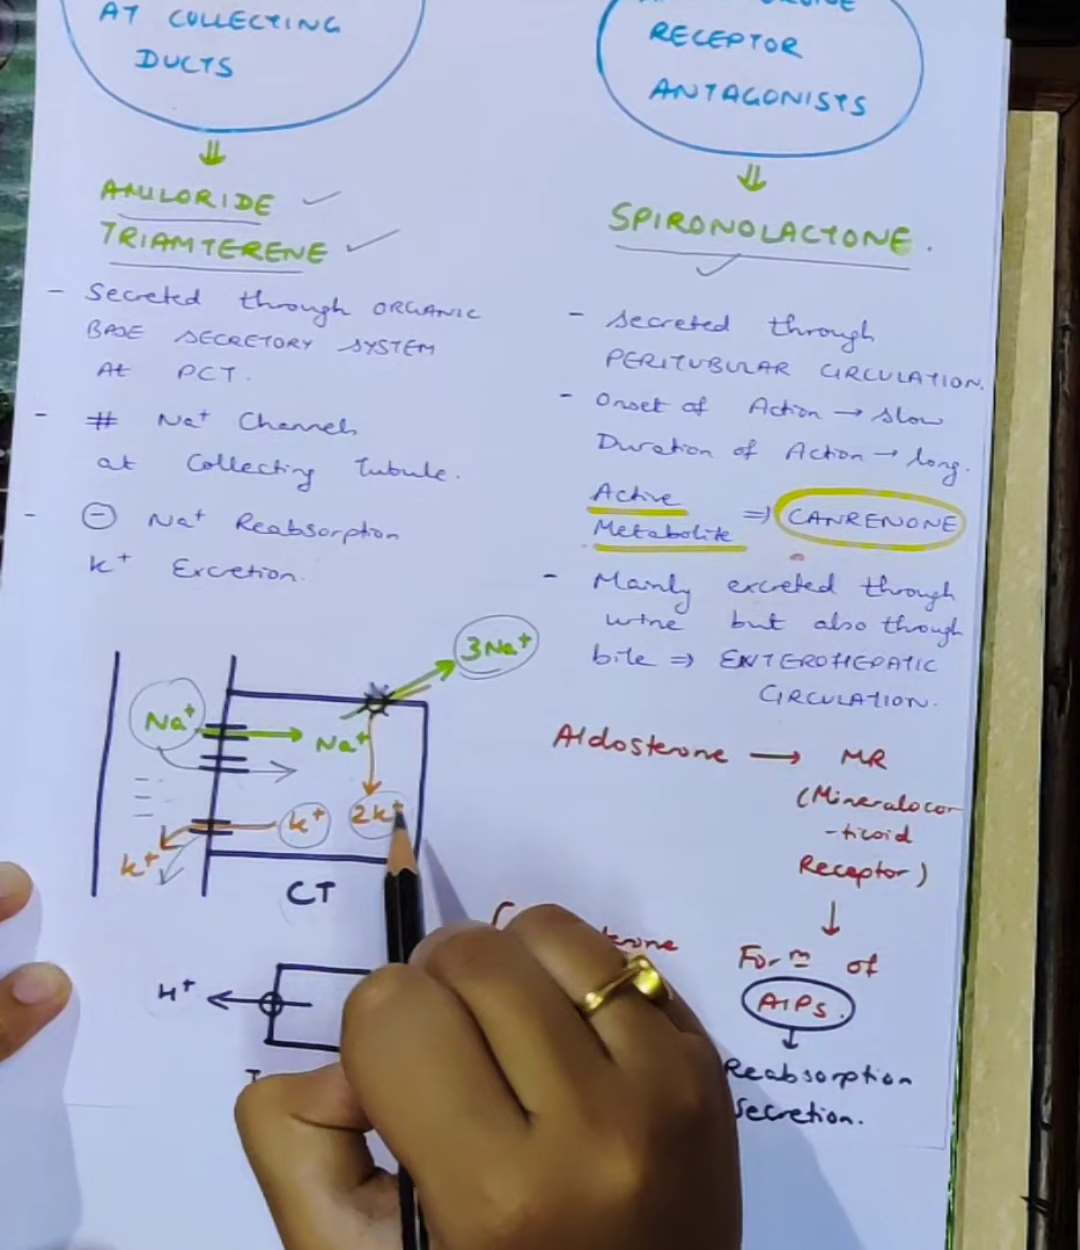 AT COLLECTING
DUCTS
AMILORIDE
TRIAMTERENE
- Secreted through ORGANIC
BASE SECRETORY SYSTEM
At PCT.
- # Na+ Channels
at Collecting Tubule.
- ⊖ Na+ Reabsorption
K+ Excretion.
3Na+
Na+
Na+
K+
2K+
K+
CT
H+
RECEPTOR
ANTAGONISTS
SPIRONOLACTONE.
- secreted through
PERITUBULAR CIRCULATION.
- Onset of Action → slow
Duration of Action → long.
Active
Metabolite ⇒ CANRENONE
- Mainly excreted through
urine but also through
bile ⇒ ENTEROHEPATIC
CIRCULATION.
Aldosterone → MR
(Mineralocor
-ticoid
Receptor)
↓
Form of
AIPs.
↓
Reabsorption
Secretion.